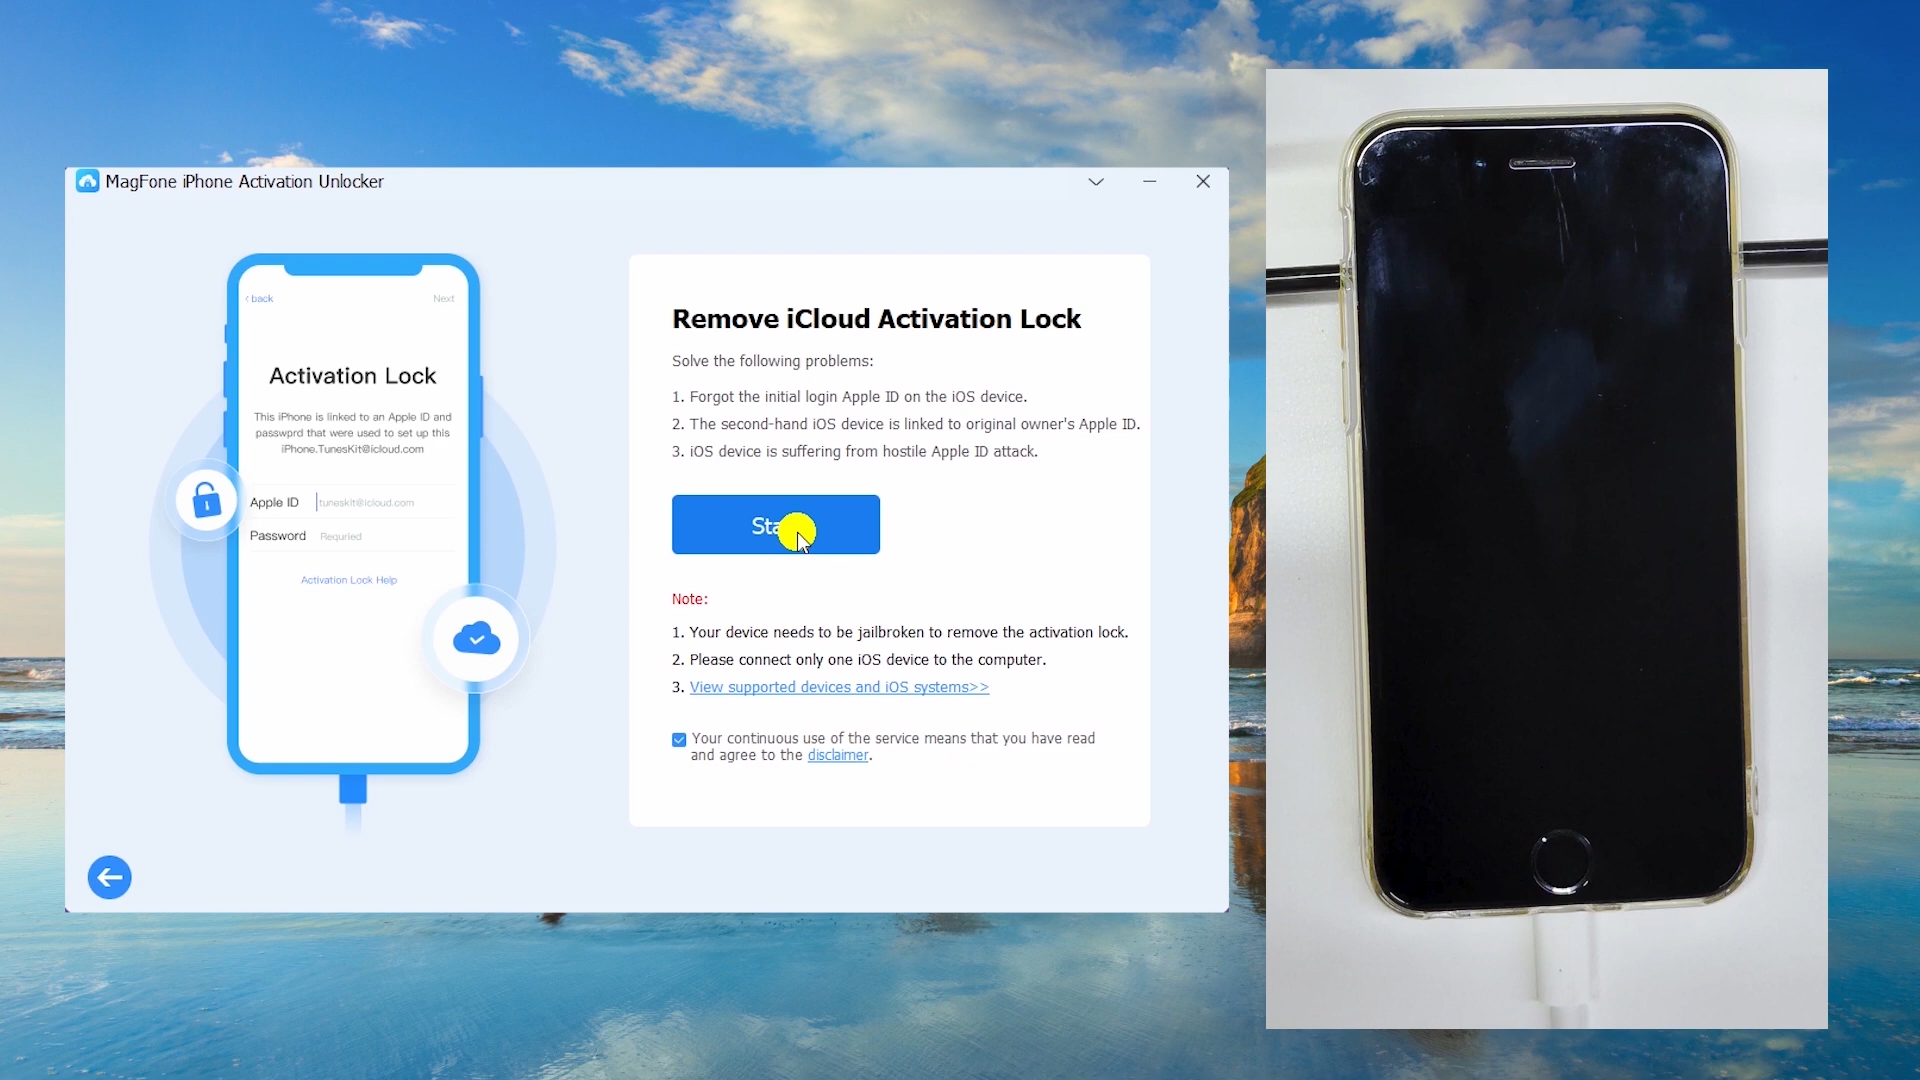 MagFone iPhone Activation Unlocker
‹ back
Next
Activation Lock
This iPhone is linked to an Apple ID and
passwprd that were used to set up this
iPhone.TunesKit@icloud.com
Apple ID
tuneskit@icloud.com
Password
Requried
Activation Lock Help
Remove iCloud Activation Lock
Solve the following problems:
1. Forgot the initial login Apple ID on the iOS device.
2. The second-hand iOS device is linked to original owner's Apple ID.
3. iOS device is suffering from hostile Apple ID attack.
Note:
1. Your device needs to be jailbroken to remove the activation lock.
2. Please connect only one iOS device to the computer.
3. View supported devices and iOS systems>>
Your continuous use of the service means that you have read
and agree to the disclaimer.